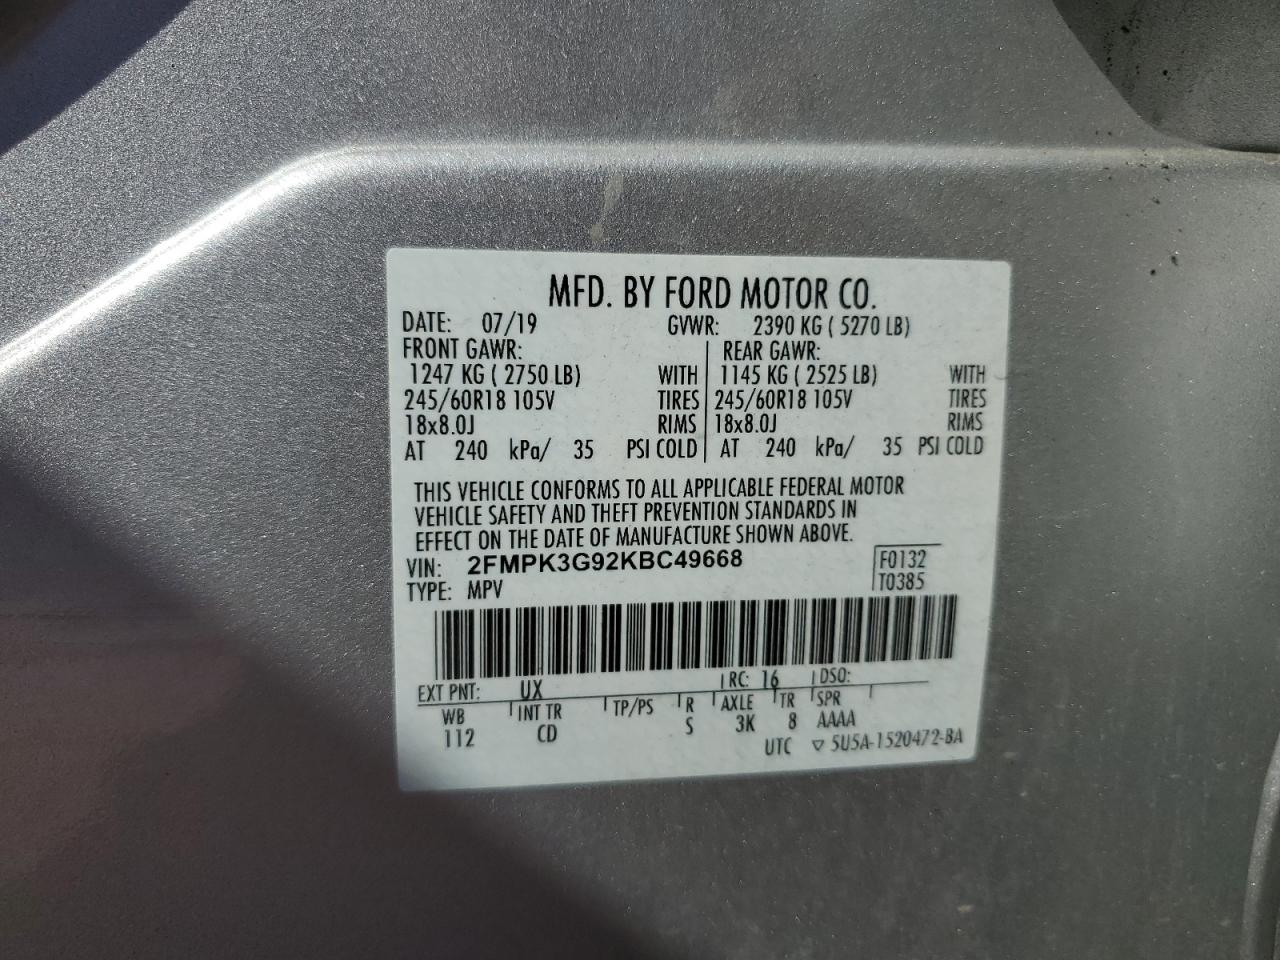 MFD. BY FORD MOTOR CO.
DATE: 07/19 GVWR: 2390 KG ( 5270 LB)
FRONT GAWR: REAR GAWR:
1247 KG ( 2750 LB) WITH 1145 KG ( 2525 LB) WITH
245/60R18 105V TIRES 245/60R18 105V TIRES
18x8.0J RIMS 18x8.0J RIMS
AT 240 kPa/ 35 PSI COLD AT 240 kPa/ 35 PSI COLD
THIS VEHICLE CONFORMS TO ALL APPLICABLE FEDERAL MOTOR
VEHICLE SAFETY AND THEFT PREVENTION STANDARDS IN
EFFECT ON THE DATE OF MANUFACTURE SHOWN ABOVE.
VIN: 2FMPK3G92KBC49668 F0132
TYPE: MPV T0385
EXT PNT: UX RC: 16 DSO:
WB INT TR TP/PS R AXLE TR SPR
112 CD S 3K 8 AAAA
UTC ▽ 5U5A-1520472-BA